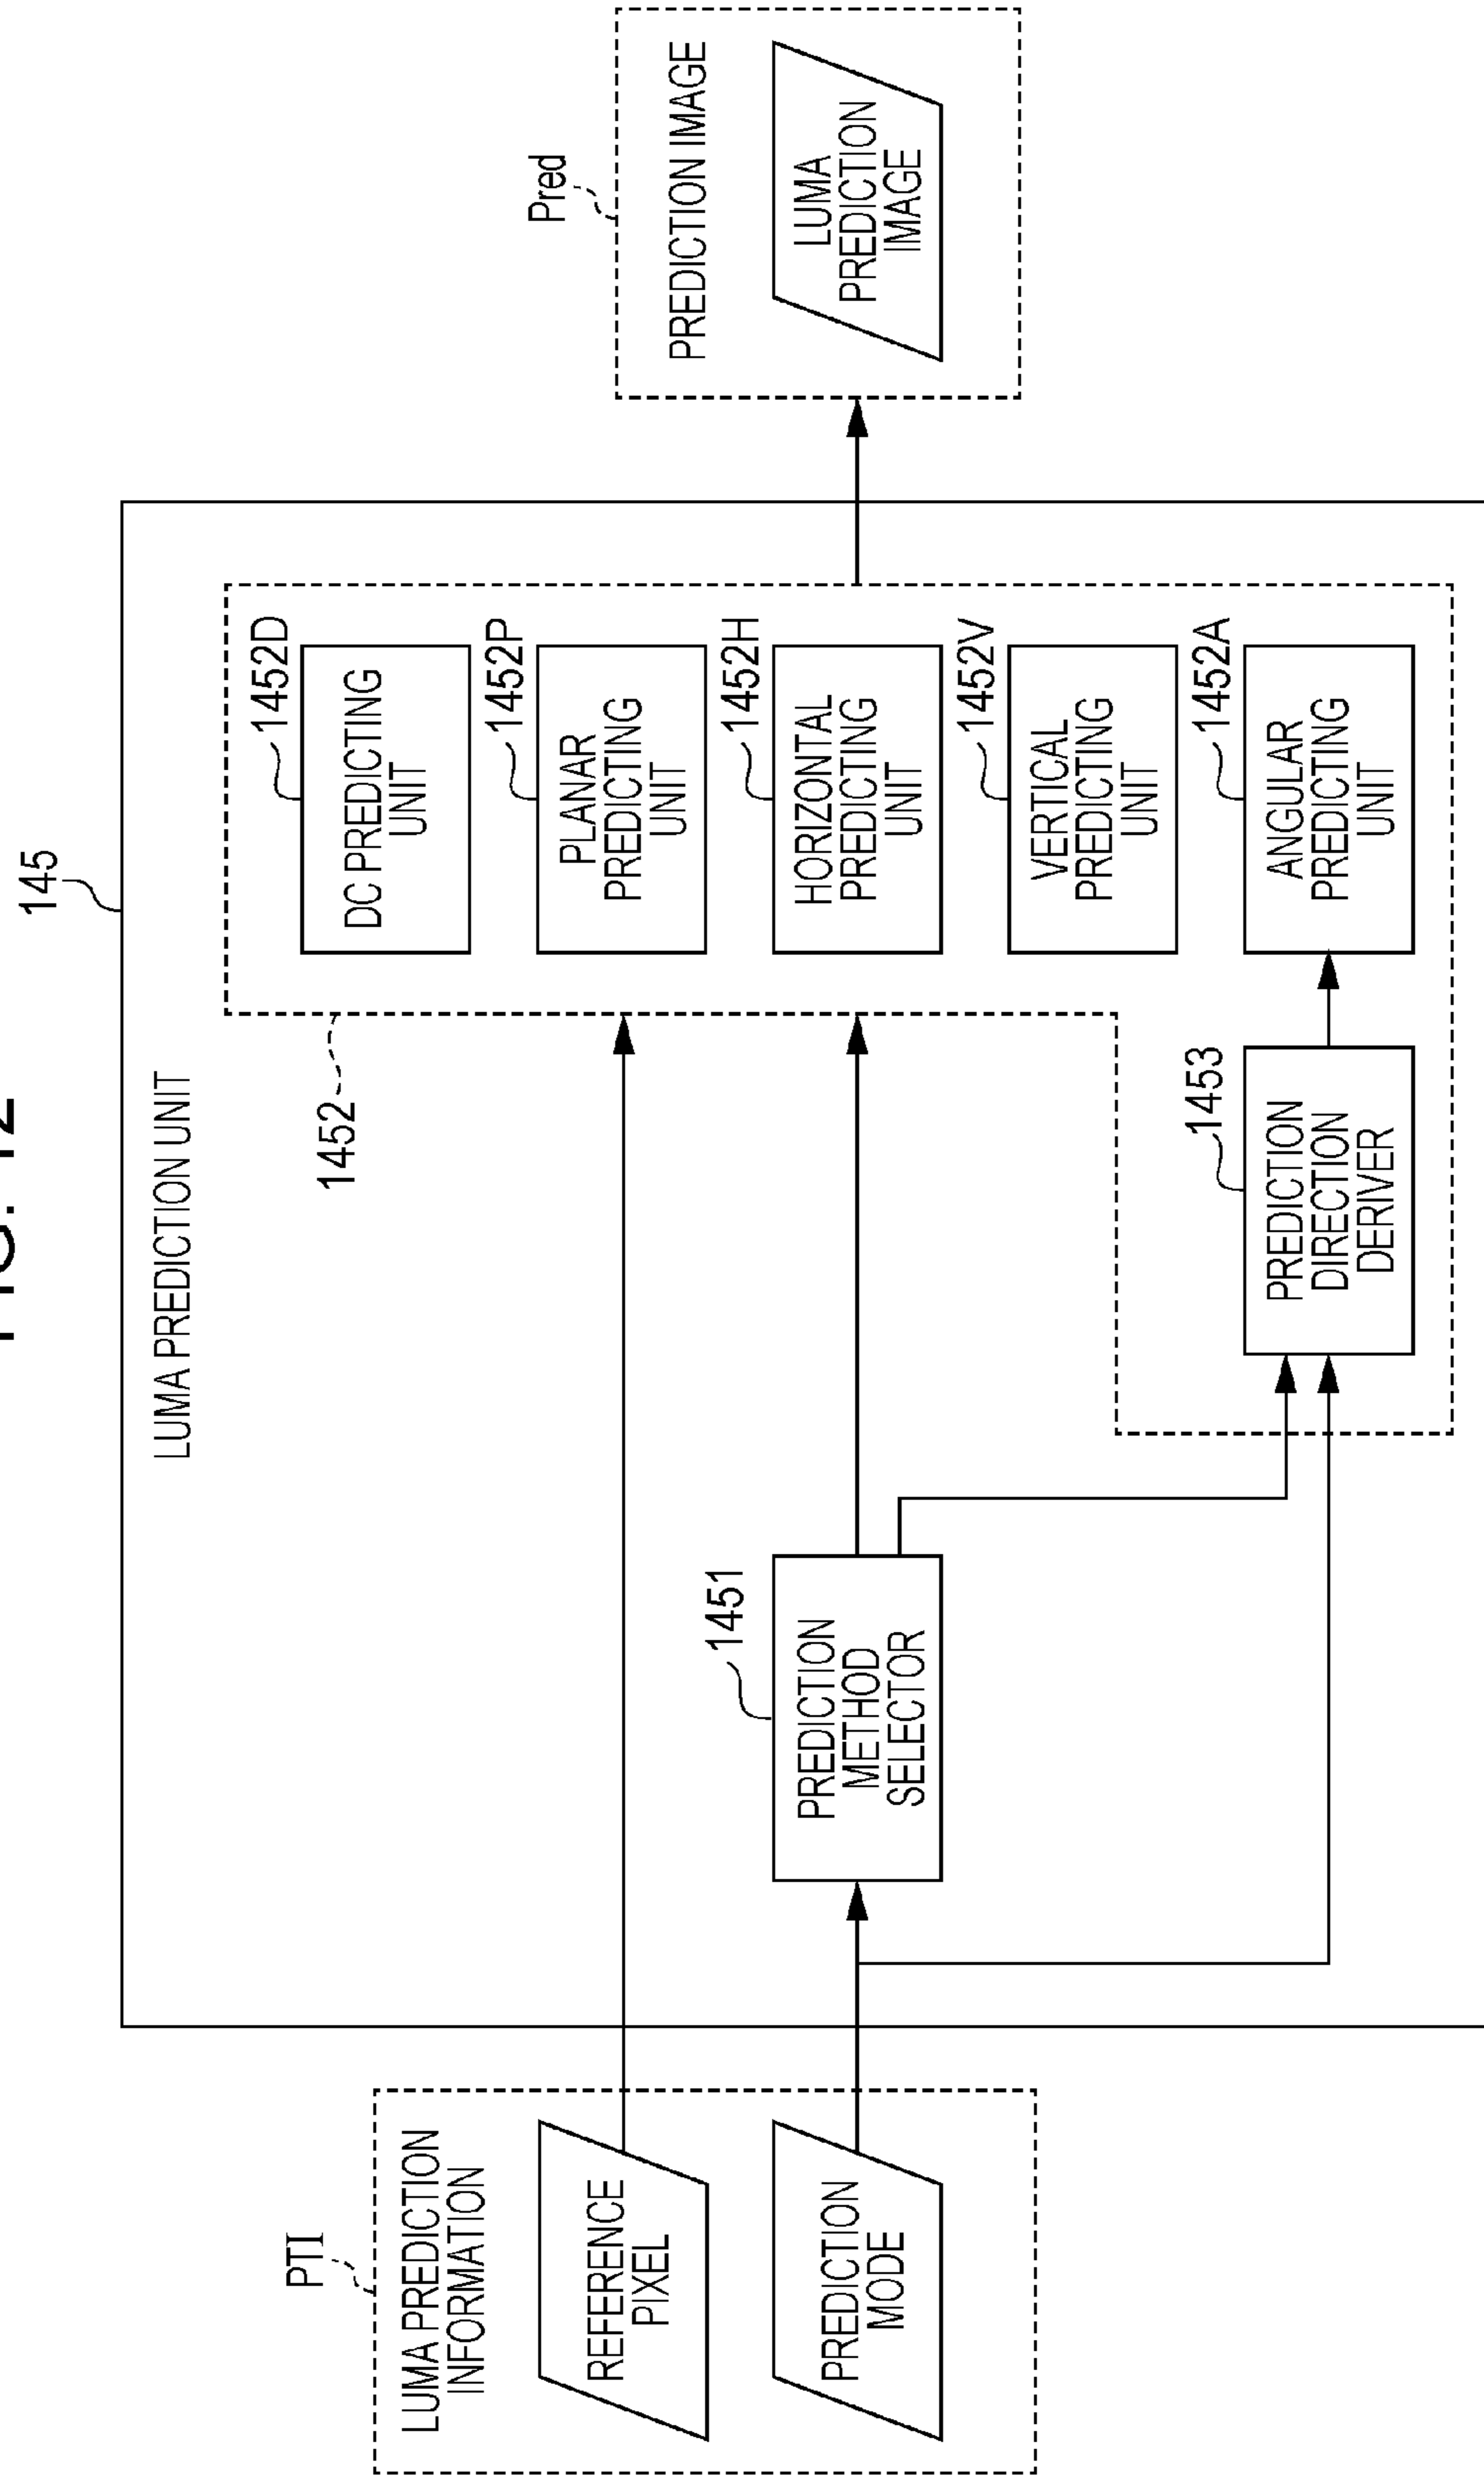 FIG. 12
145
LUMA PREDICTION UNIT
PTI
LUMA PREDICTION
INFORMATION
REFERENCE
PIXEL
PREDICTION
MODE
1451
PREDICTION
METHOD
SELECTOR
1452
1453
PREDICTION
DIRECTION
DERIVER
1452D
DC PREDICTING
UNIT
1452P
PLANAR
PREDICTING
UNIT
1452H
HORIZONTAL
PREDICTING
UNIT
1452V
VERTICAL
PREDICTING
UNIT
1452A
ANGULAR
PREDICTING
UNIT
Pred
PREDICTION IMAGE
LUMA
PREDICTION
IMAGE